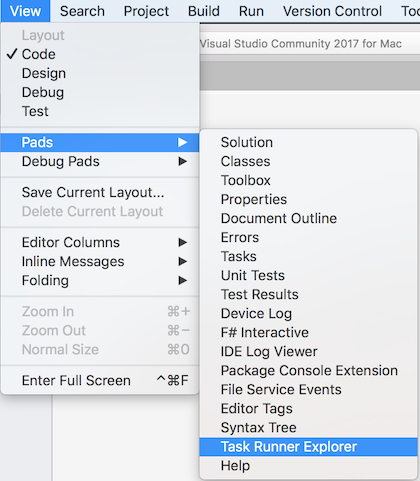 View Search Project Build Run Version Control Too
Visual Studio Community 2017 for Mac
Layout
✓ Code
Design
Debug
Test
Pads ▶
Debug Pads ▶
Save Current Layout...
Delete Current Layout
Editor Columns ▶
Inline Messages ▶
Folding ▶
Zoom In ⌘+
Zoom Out ⌘−
Normal Size ⌘0
Enter Full Screen ^⌘F
Solution
Classes
Toolbox
Properties
Document Outline
Errors
Tasks
Unit Tests
Test Results
Device Log
F# Interactive
IDE Log Viewer
Package Console Extension
File Service Events
Editor Tags
Syntax Tree
Task Runner Explorer
Help